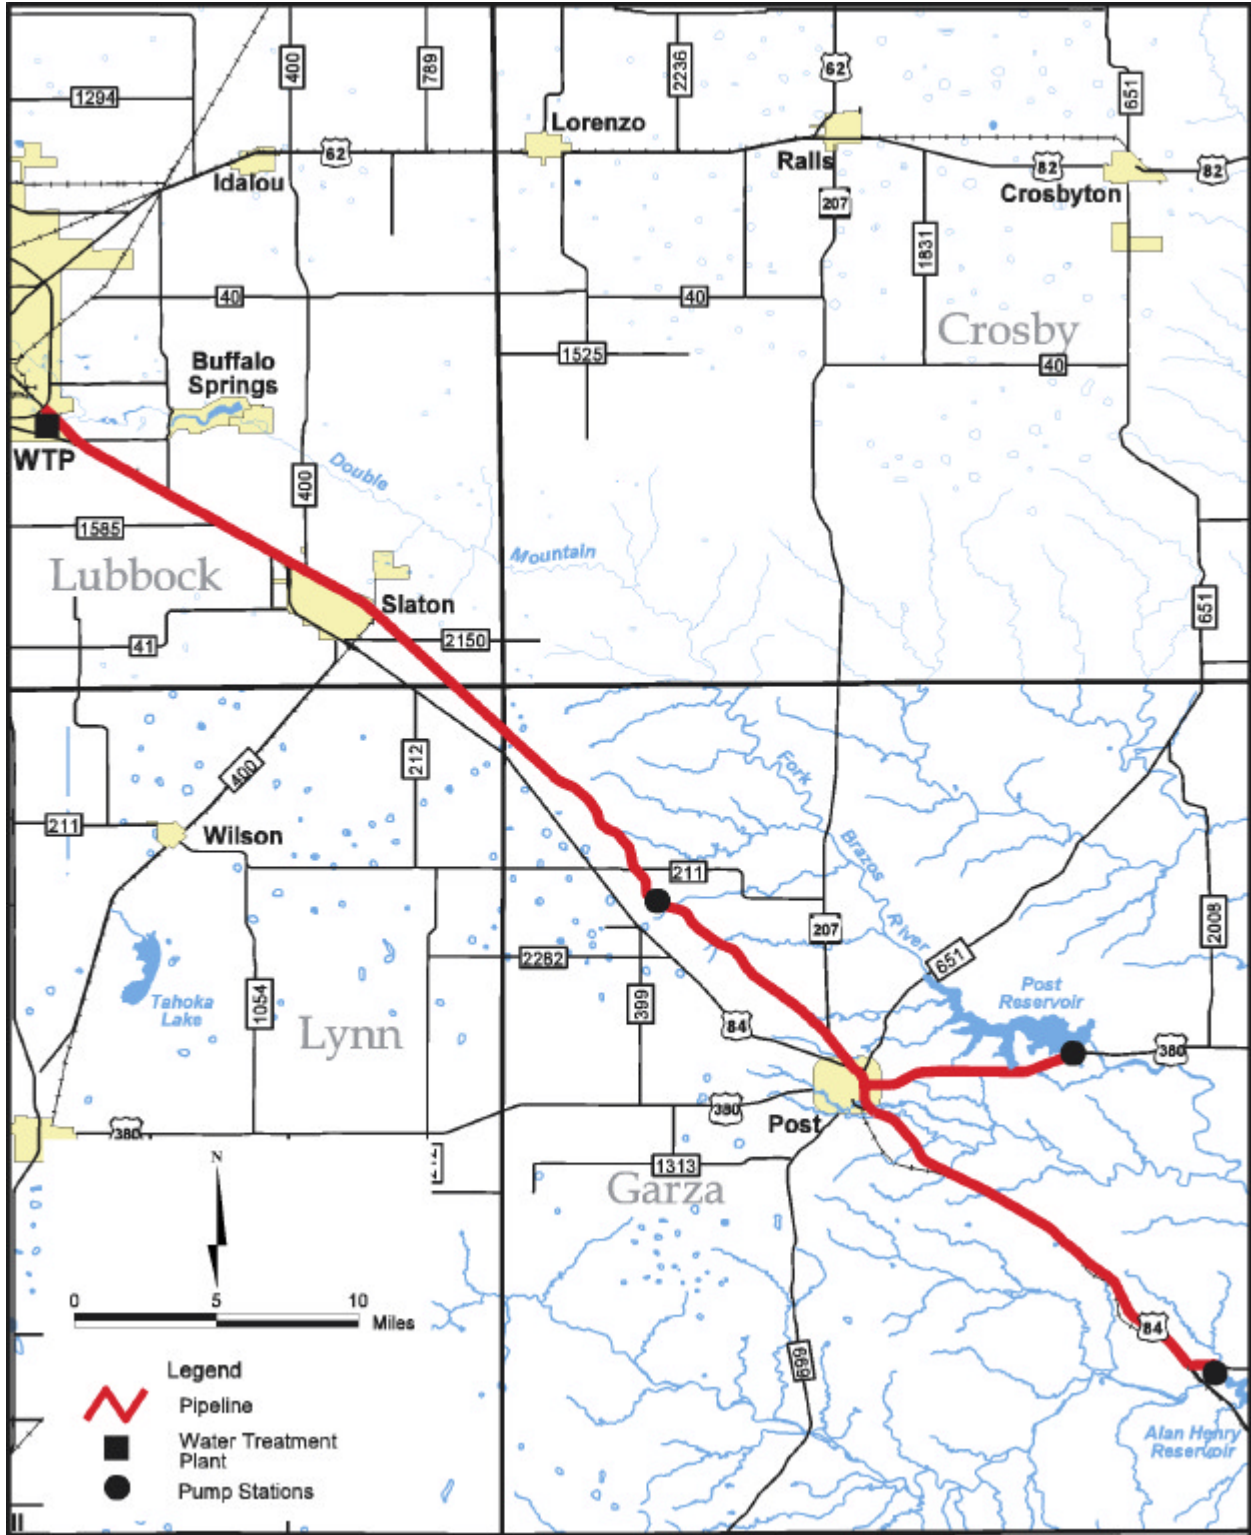 400
789
2236
62
651
1294
Lorenzo
62
Idalou
Ralls
82
82
Crosbyton
207
1831
40
40
Crosby
1525
40
Buffalo
Springs
WTP
Double
400
1585
Mountain
Lubbock
Slaton
651
41
2150
Fork
400
212
211
Wilson
Brazos
211
2008
River
207
2282
651
Tahoka
Lake
1054
399
Post
Reservoir
Lynn
84
380
380
Post
380
N
1313
Garza
0
5
10
Miles
84
699
Legend
Pipeline
Water Treatment
Plant
Pump Stations
Alan Henry
Reservoir